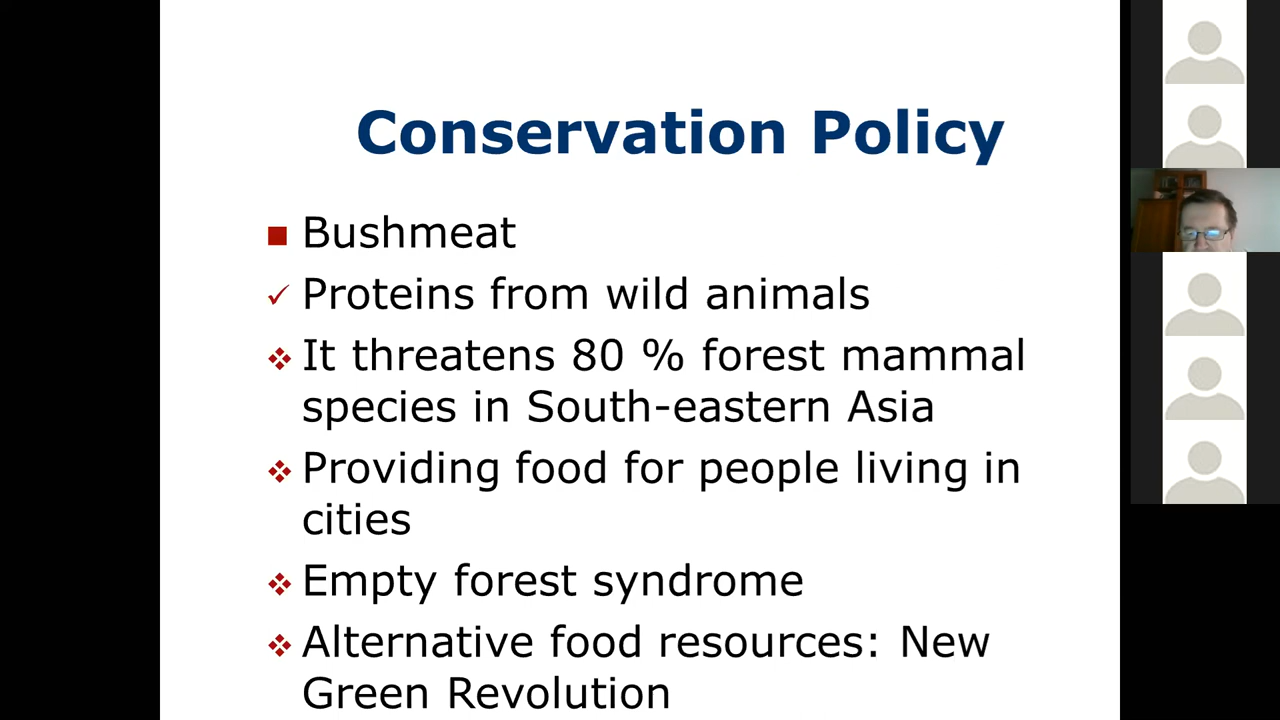 Conservation Policy
Bushmeat
Proteins from wild animals
It threatens 80 % forest mammal
species in South-eastern Asia
Providing food for people living in
cities
Empty forest syndrome
Alternative food resources: New
Green Revolution